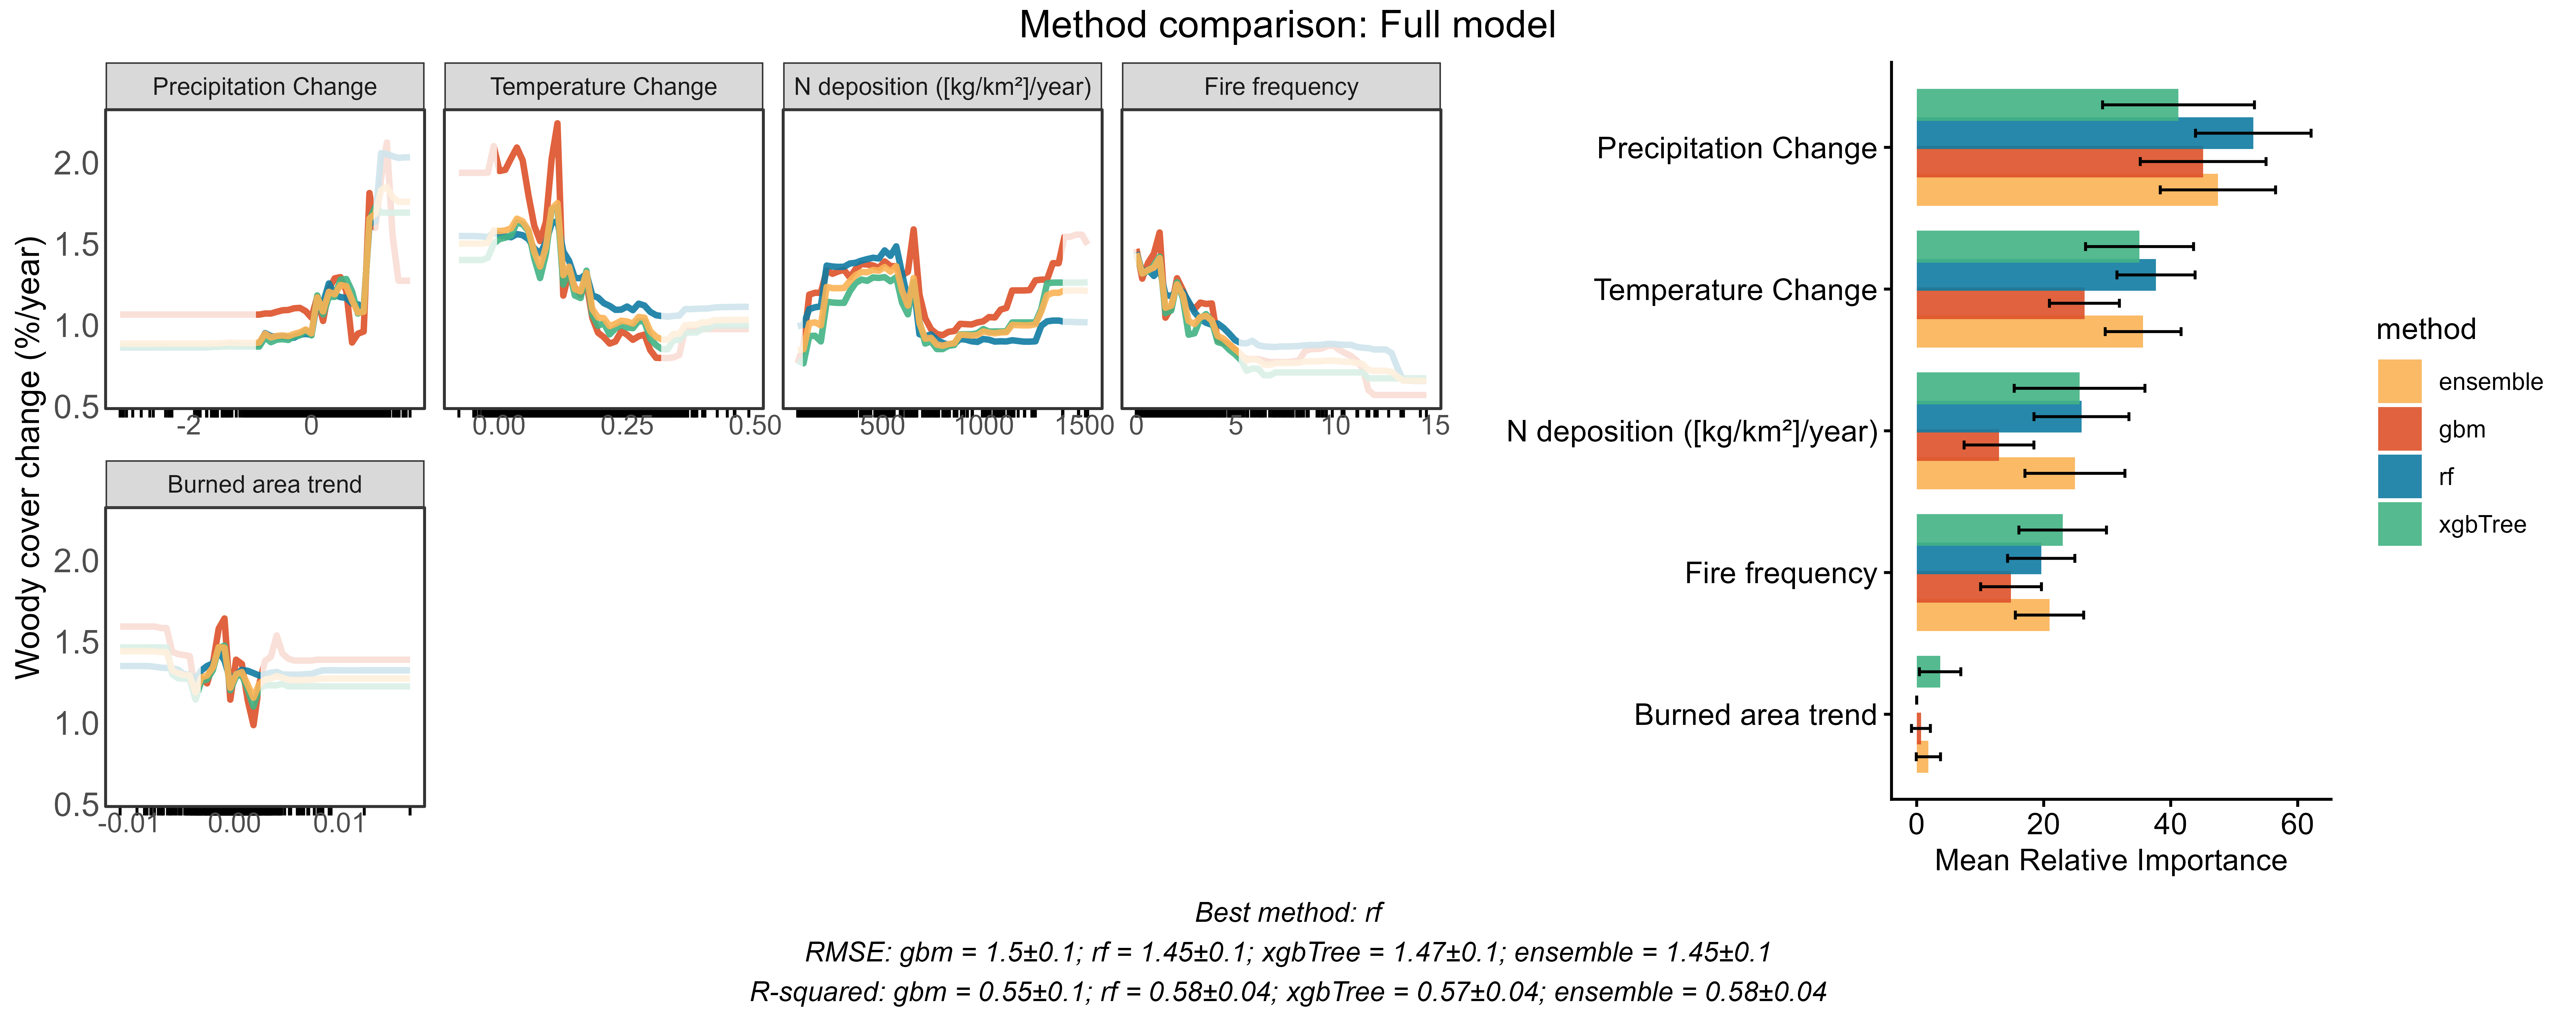 Method comparison: Full model
Precipitation Change
Temperature Change
N deposition ([kg/km²]/year)
Fire frequency
Woody cover change (%/year)
2.0
1.5
1.0
0.5
-2
0
0.00
0.25
0.50
500
1000
1500
0
5
10
15
Burned area trend
2.0
1.5
1.0
0.5
-0.01
0.00
0.01
Precipitation Change
Temperature Change
N deposition ([kg/km²]/year)
Fire frequency
Burned area trend
0
20
40
60
Mean Relative Importance
method
ensemble
gbm
rf
xgbTree
Best method: rf
RMSE: gbm = 1.5±0.1; rf = 1.45±0.1; xgbTree = 1.47±0.1; ensemble = 1.45±0.1
R-squared: gbm = 0.55±0.1; rf = 0.58±0.04; xgbTree = 0.57±0.04; ensemble = 0.58±0.04